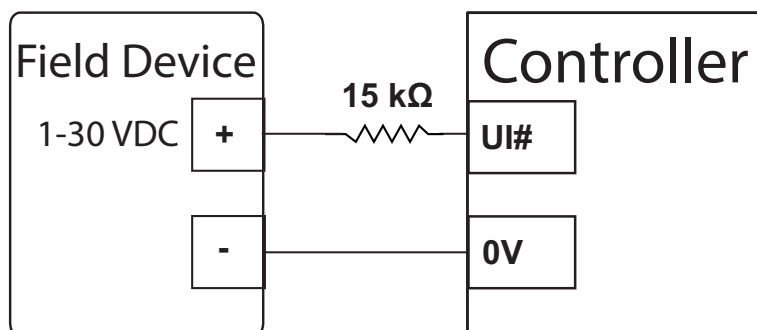 Field Device
Controller
15 kΩ
1-30 VDC
+
UI#
-
0V